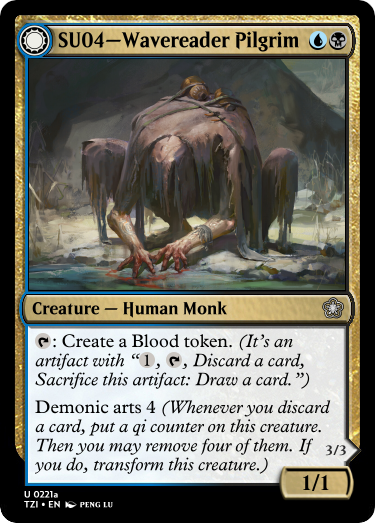 SU04—Wavereader Pilgrim
Creature — Human Monk
: Create a Blood token. (It's an
artifact with “1, , Discard a card,
Sacrifice this artifact: Draw a card.”)
Demonic arts 4 (Whenever you discard
a card, put a qi counter on this creature.
Then you may remove four of them. If
you do, transform this creature.)
3/3
1/1
U 0221a
TZI • EN PENG LU